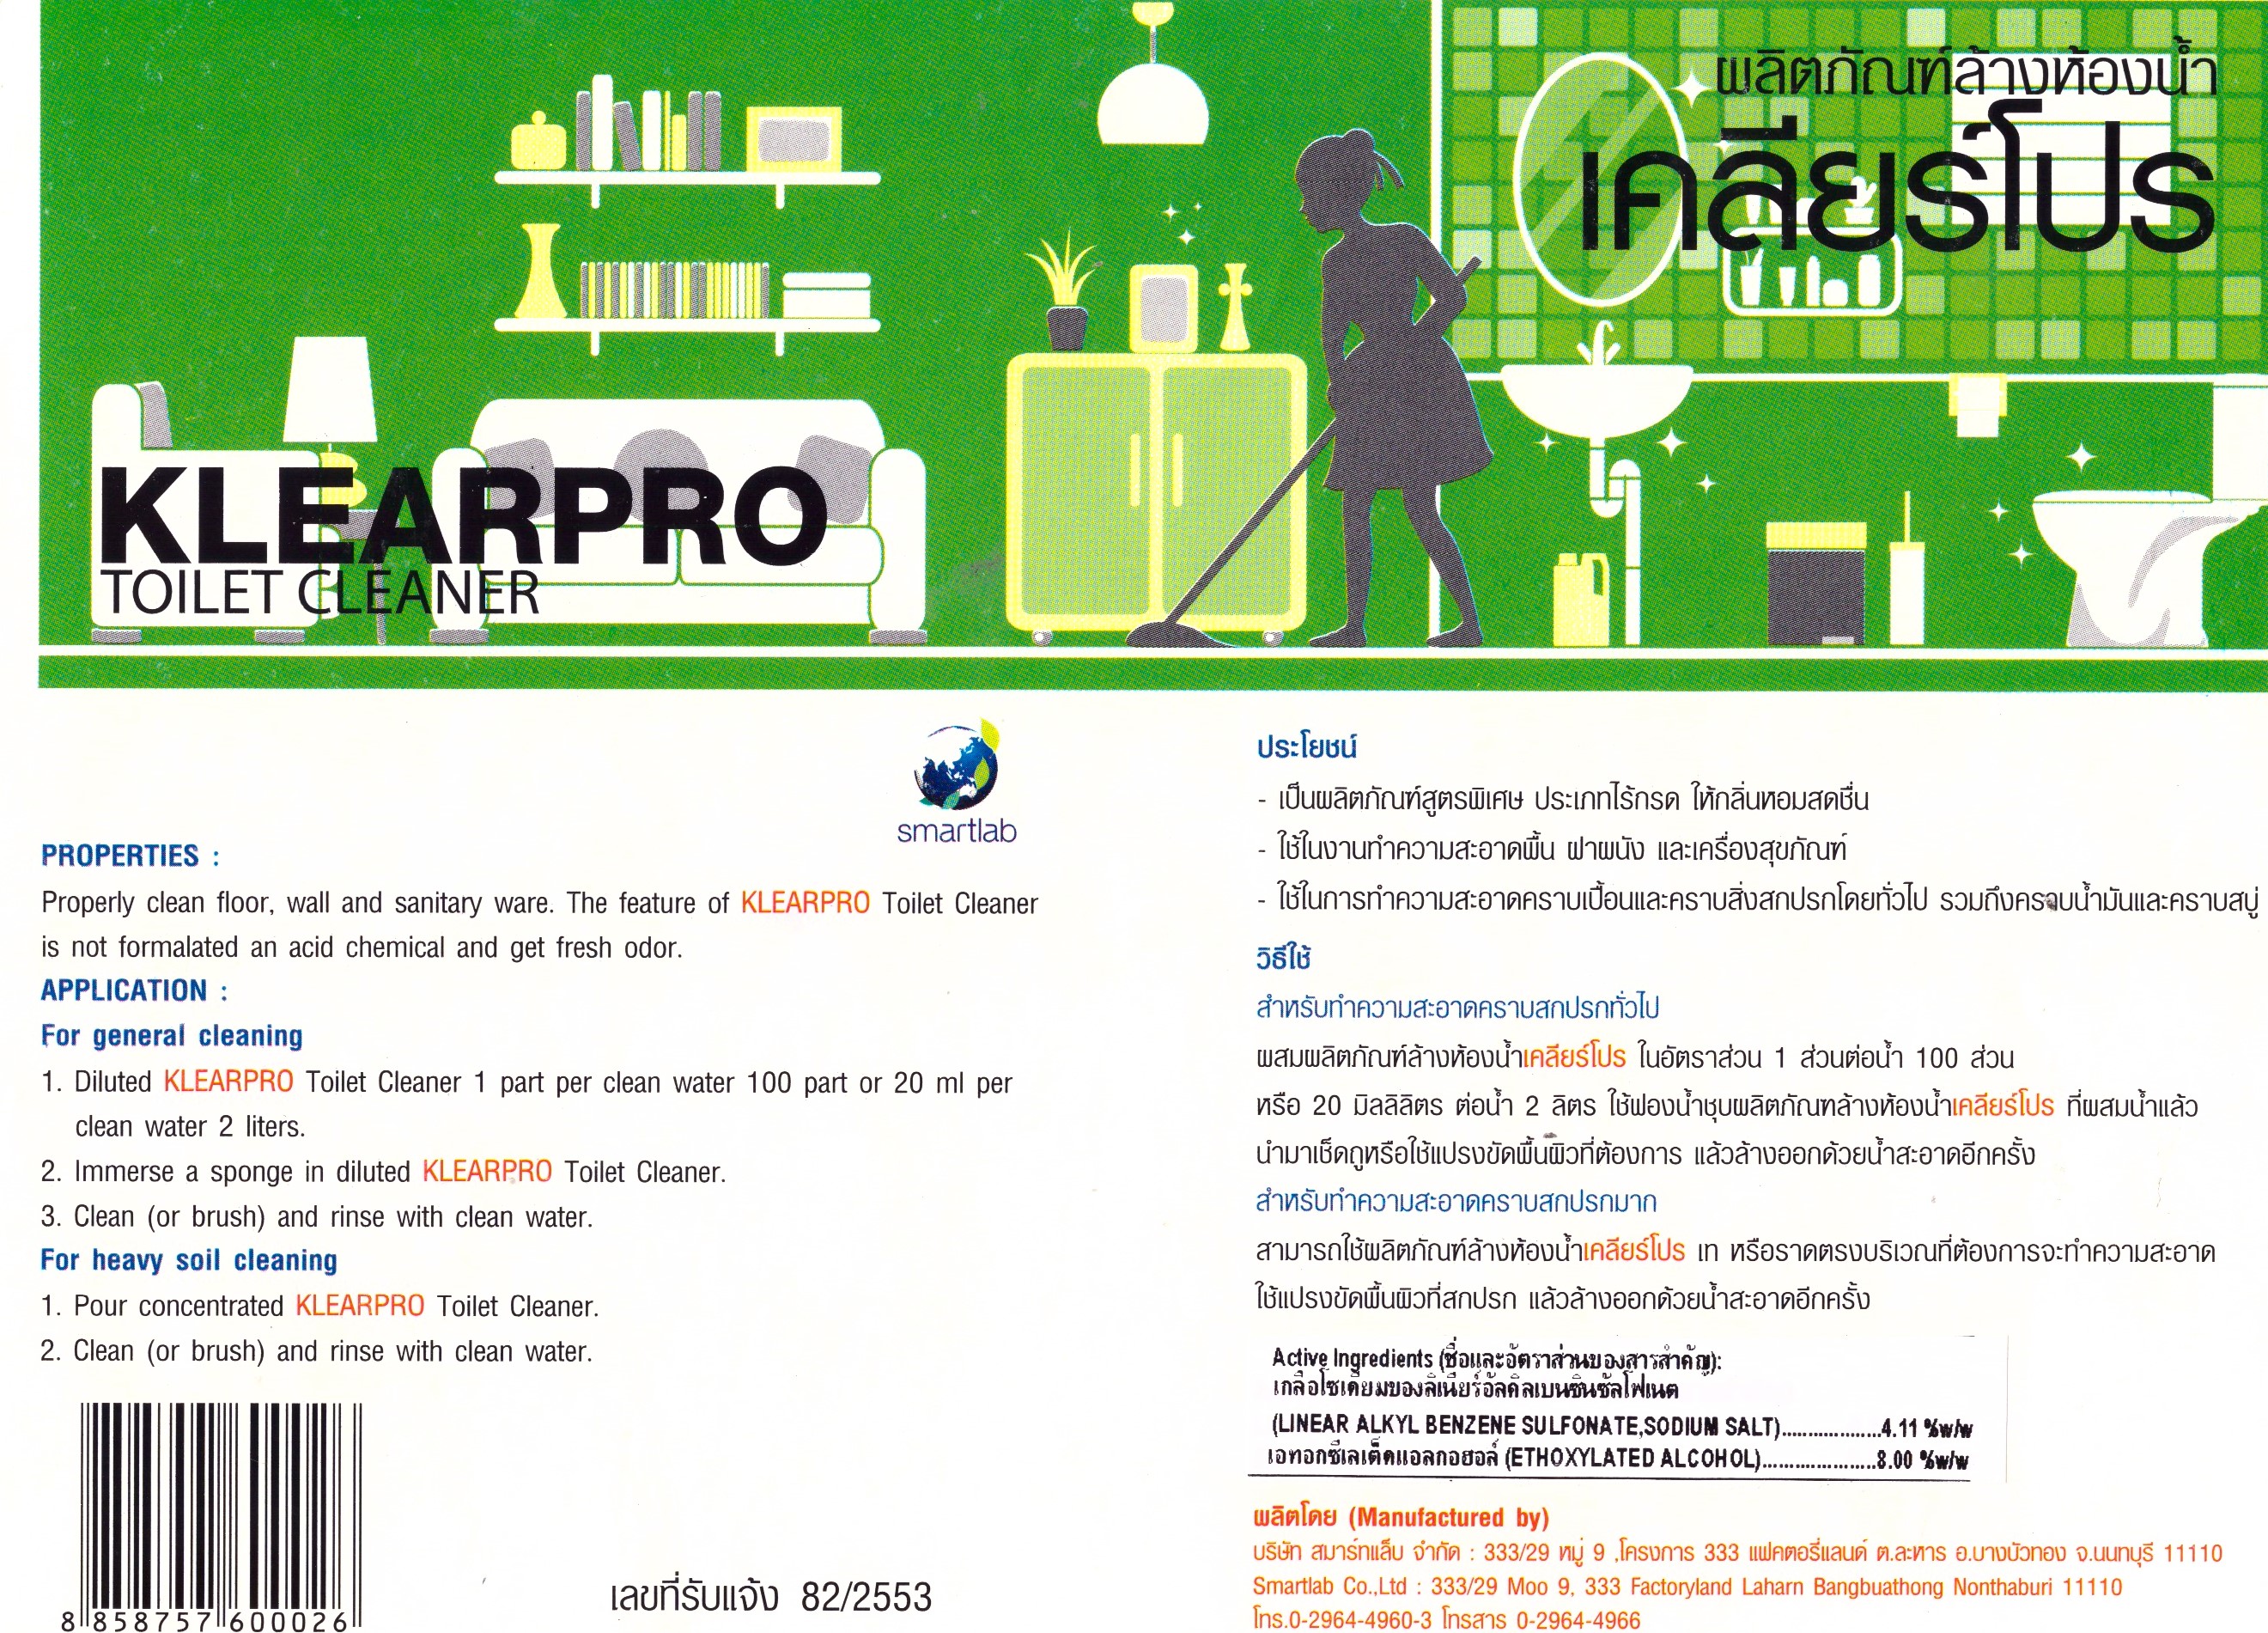 ผลิตภัณฑ์ล้างห้องน้ำ
เคลียร์โปร
KLEARPRO
TOILET CLEANER
smartlab
PROPERTIES :
Properly clean floor, wall and sanitary ware. The feature of KLEARPRO Toilet Cleaner
is not formalated an acid chemical and get fresh odor.
APPLICATION :
For general cleaning
1. Diluted KLEARPRO Toilet Cleaner 1 part per clean water 100 part or 20 ml per
clean water 2 liters.
2. Immerse a sponge in diluted KLEARPRO Toilet Cleaner.
3. Clean (or brush) and rinse with clean water.
For heavy soil cleaning
1. Pour concentrated KLEARPRO Toilet Cleaner.
2. Clean (or brush) and rinse with clean water.
8 858757 600026
เลขที่รับแจ้ง 82/2553
ประโยชน์
- เป็นผลิตภัณฑ์สูตรพิเศษ ประเภทไร้กรด ให้กลิ่นหอมสดชื่น
- ใช้ในงานทำความสะอาดพื้น ฝาผนัง และเครื่องสุขภัณฑ์
- ใช้ในการทำความสะอาดคราบเปื้อนและคราบสิ่งสกปรกโดยทั่วไป รวมถึงคราบน้ำมันและคราบสบู่
วิธีใช้
สำหรับทำความสะอาดคราบสกปรกทั่วไป
ผสมผลิตภัณฑ์ล้างห้องน้ำเคลียร์โปร ในอัตราส่วน 1 ส่วนต่อน้ำ 100 ส่วน
หรือ 20 มิลลิลิตร ต่อน้ำ 2 ลิตร ใช้ฟองน้ำชุบผลิตภัณฑล้างห้องน้ำเคลียร์โปร ที่ผสมน้ำแล้ว
นำมาเช็ดถูหรือใช้แปรงขัดพื้นผิวที่ต้องการ แล้วล้างออกด้วยน้ำสะอาดอีกครั้ง
สำหรับทำความสะอาดคราบสกปรกมาก
สามารถใช้ผลิตภัณฑ์ล้างห้องน้ำเคลียร์โปร เท หรือราดตรงบริเวณที่ต้องการจะทำความสะอาด
ใช้แปรงขัดพื้นผิวที่สกปรก แล้วล้างออกด้วยน้ำสะอาดอีกครั้ง
Active Ingredients (ชื่อและอัตราส่วนของสารสำคัญ):
เกลือโซเดียมของลิเนียร์อัลคิลเบนซีนซัลโฟเนต
(LINEAR ALKYL BENZENE SULFONATE,SODIUM SALT)...................4.11 %w/w
เอทอกซีเลเต็ดแอลกอฮอล์ (ETHOXYLATED ALCOHOL)......................8.00 %w/w
ผลิตโดย (Manufactured by)
บริษัท สมาร์ทแล็บ จำกัด : 333/29 หมู่ 9 ,โครงการ 333 แฟคตอรี่แลนด์ ต.ละหาร อ.บางบัวทอง จ.นนทบุรี 11110
Smartlab Co.,Ltd : 333/29 Moo 9, 333 Factoryland Laharn Bangbuathong Nonthaburi 11110
โทร.0-2964-4960-3 โทรสาร 0-2964-4966